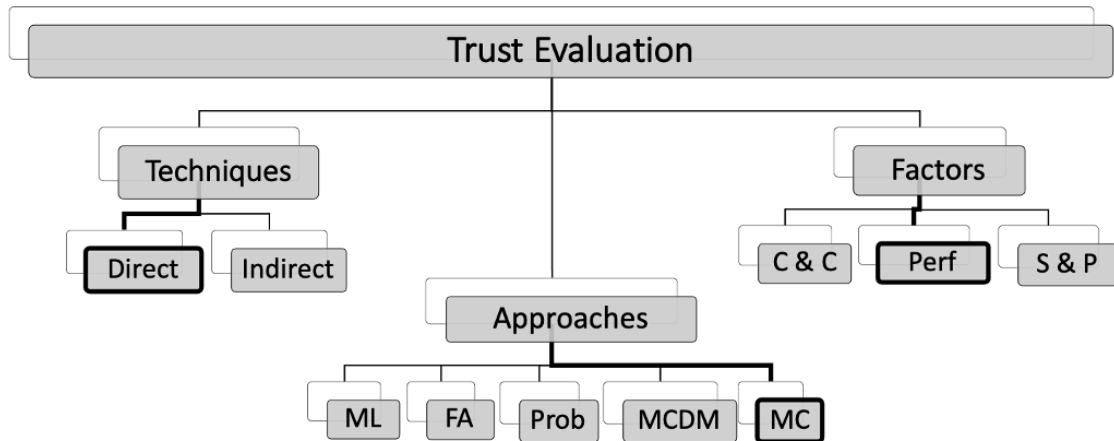 Trust Evaluation
Techniques
Factors
Direct
Indirect
C & C
Perf
S & P
Approaches
ML
FA
Prob
MCDM
MC